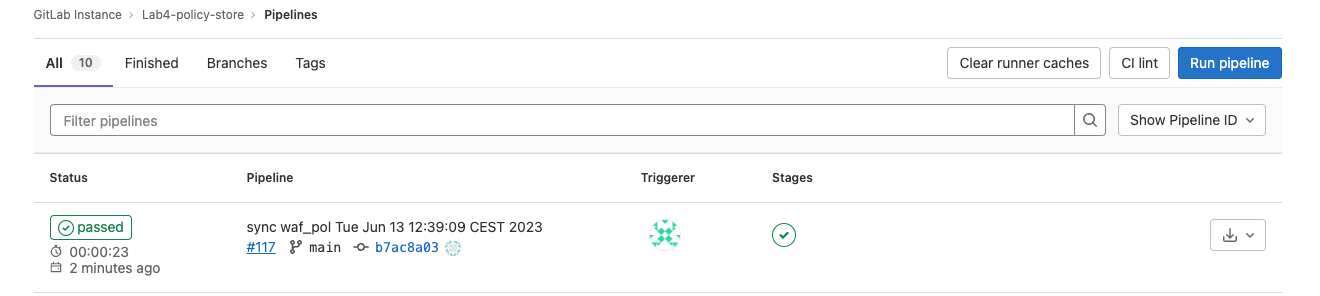 GitLab Instance > Lab4-policy-store > Pipelines
All 10 Finished Branches Tags Clear runner caches CI lint Run pipeline
Filter pipelines Show Pipeline ID
Status Pipeline Triggerer Stages
passed sync waf_pol Tue Jun 13 12:39:09 CEST 2023
00:00:23 #117 main b7ac8a03
2 minutes ago